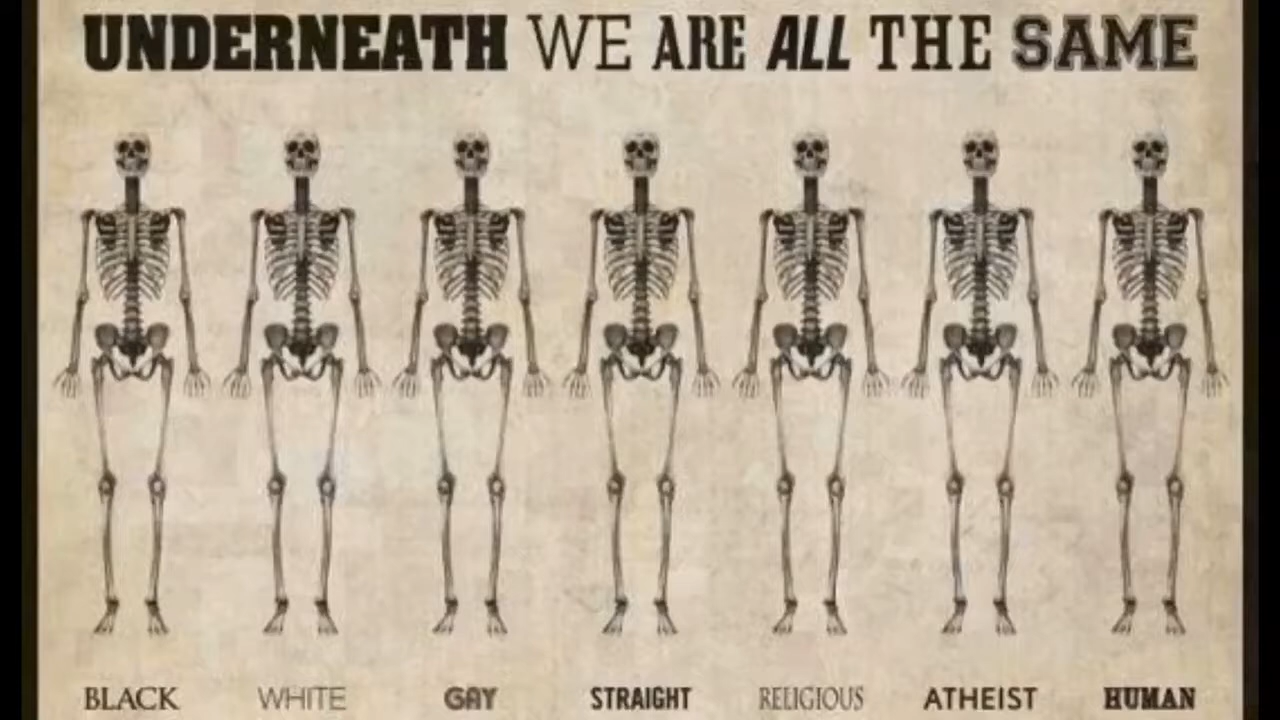 UNDERNEATH WE ARE ALL THE SAME
BLACK WHITE GAY STRAIGHT RELIGIOUS ATHEIST HUMAN